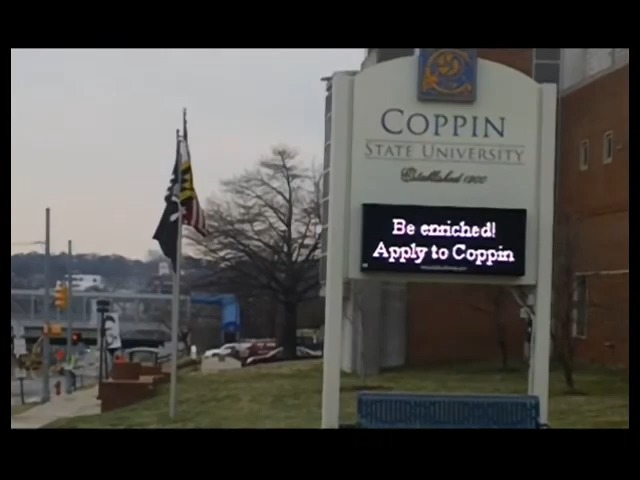 COPPIN
STATE UNIVERSITY
Established 1900
Be enriched!
Apply to Coppin